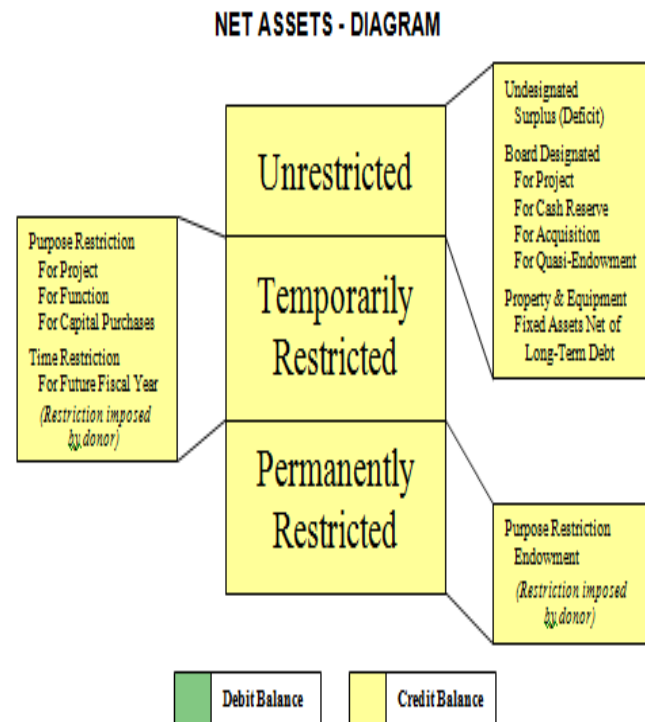 NET ASSETS - DIAGRAM
Unrestricted
Undesignated
Surplus (Deficit)
Board Designated
For Project
For Cash Reserve
For Acquisition
For Quasi-Endowment
Property & Equipment
Fixed Assets Net of
Long-Term Debt
Temporarily
Restricted
Purpose Restriction
For Project
For Function
For Capital Purchases
Time Restriction
For Future Fiscal Year
(Restriction imposed
by donor)
Permanently
Restricted
Purpose Restriction
Endowment
(Restriction imposed
by donor)
Debit Balance
Credit Balance